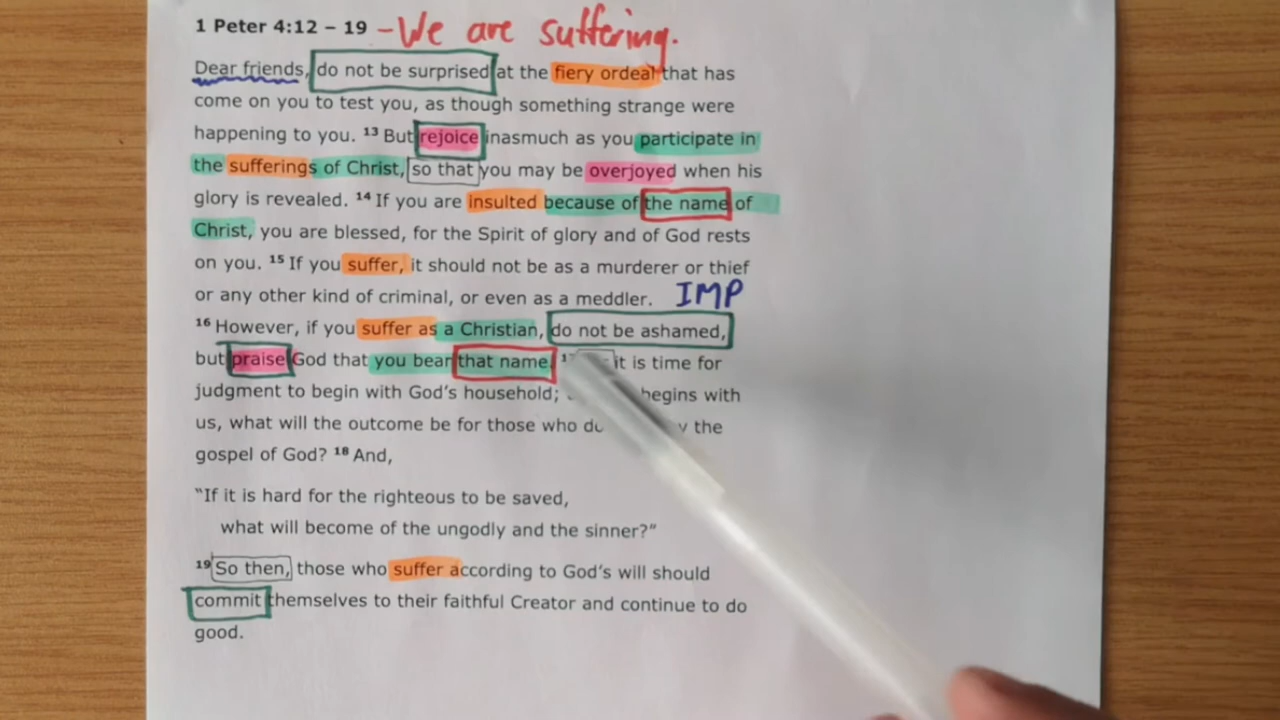 1 Peter 4:12 – 19 -We are suffering.
Dear friends, do not be surprised at the fiery ordeal that has
come on you to test you, as though something strange were
happening to you. 13 But rejoice inasmuch as you participate in
the sufferings of Christ, so that you may be overjoyed when his
glory is revealed. 14 If you are insulted because of the name of
Christ, you are blessed, for the Spirit of glory and of God rests
on you. 15 If you suffer, it should not be as a murderer or thief
or any other kind of criminal, or even as a meddler. IMP
16 However, if you suffer as a Christian, do not be ashamed,
but praise God that you bear that name. it is time for
judgment to begin with God's household; begins with
us, what will the outcome be for those who the
gospel of God? 18 And,
"If it is hard for the righteous to be saved,
what will become of the ungodly and the sinner?"
19 So then, those who suffer according to God's will should
commit themselves to their faithful Creator and continue to do
good.